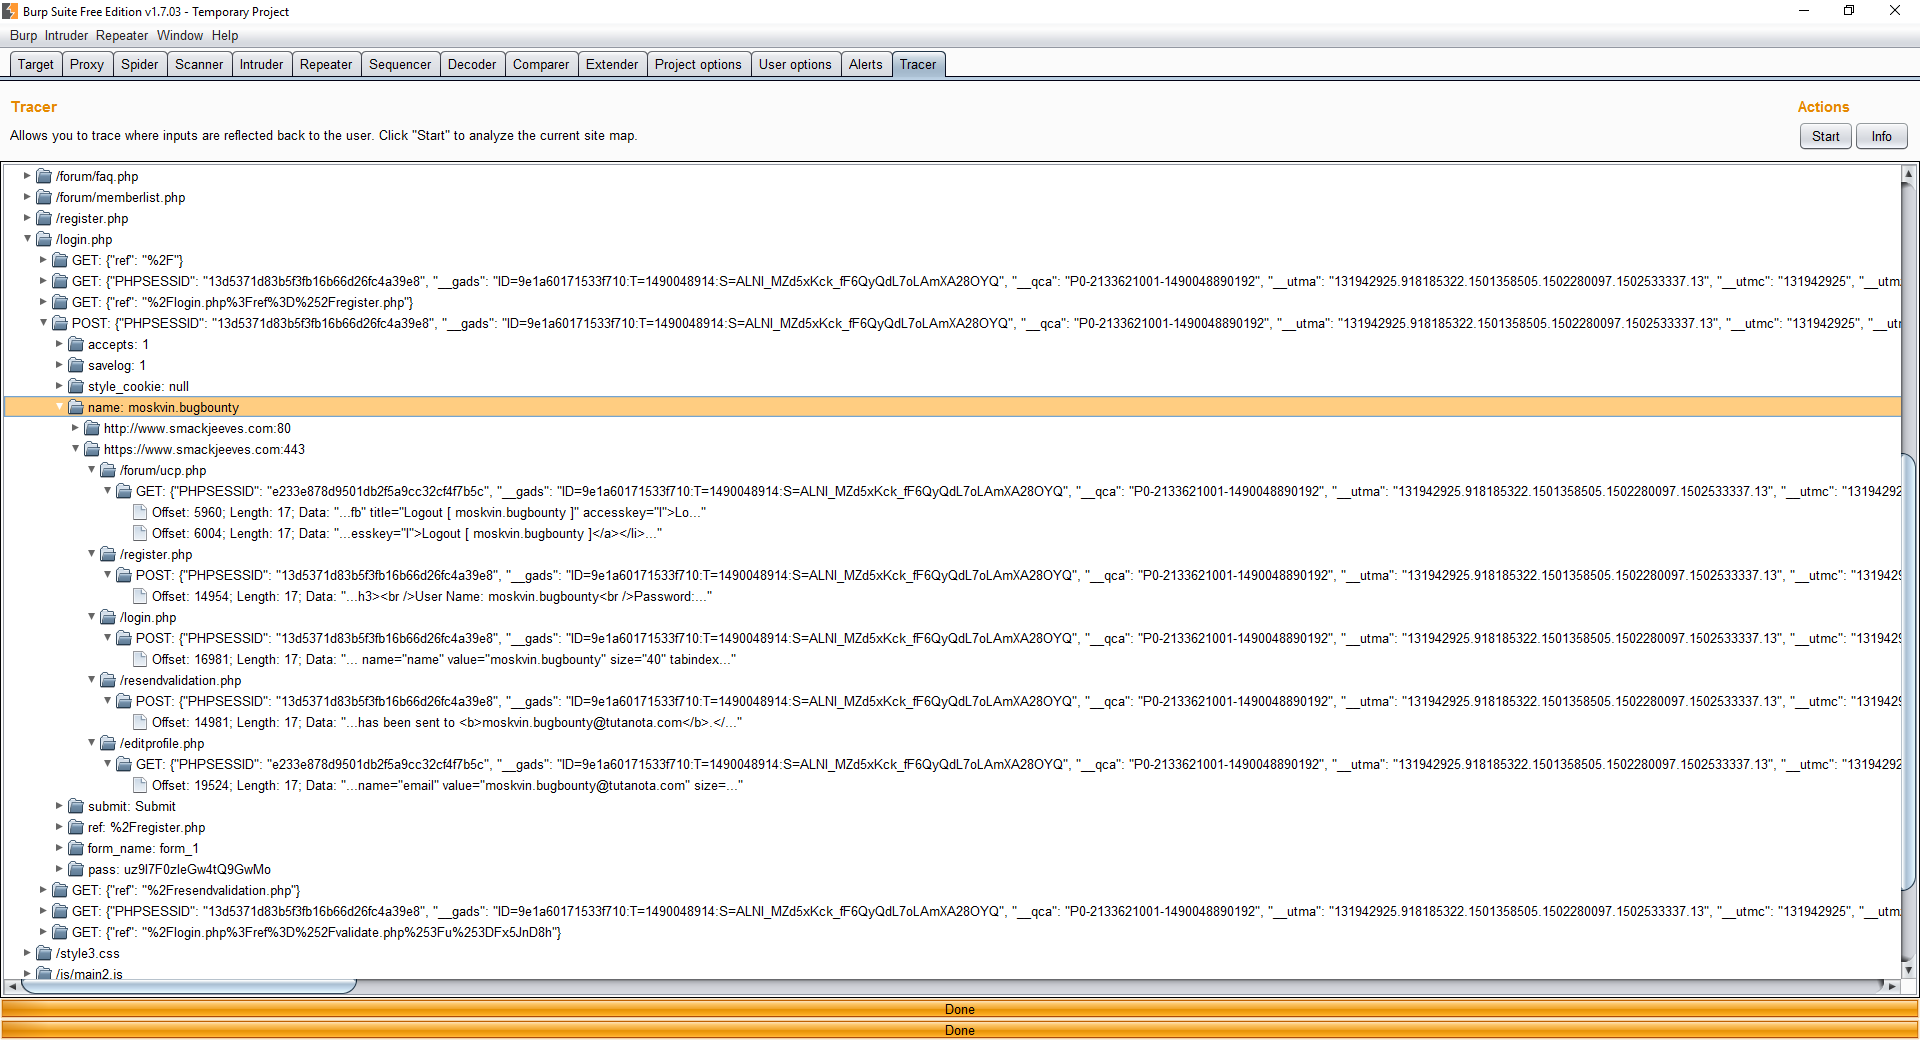 Burp Suite Free Edition v1.7.03 - Temporary Project
Burp Intruder Repeater Window Help
Target Proxy Spider Scanner Intruder Repeater Sequencer Decoder Comparer Extender Project options User options Alerts Tracer
Tracer
Actions
Allows you to trace where inputs are reflected back to the user. Click "Start" to analyze the current site map.
Start Info
/forum/faq.php
/forum/memberlist.php
/register.php
/login.php
GET: {"ref": "%2F"}
GET: {"PHPSESSID": "13d5371d83b5f3fb16b66d26fc4a39e8", "__gads": "ID=9e1a60171533f710:T=1490048914:S=ALNI_MZd5xKck_fF6QyQdL7oLAmXA28OYQ", "__qca": "P0-2133621001-1490048890192", "__utma": "131942925.918185322.1501358505.1502280097.1502533337.13", "__utmc": "131942925", "__utm
GET: {"ref": "%2Flogin.php%3Fref%3D%252Fregister.php"}
POST: {"PHPSESSID": "13d5371d83b5f3fb16b66d26fc4a39e8", "__gads": "ID=9e1a60171533f710:T=1490048914:S=ALNI_MZd5xKck_fF6QyQdL7oLAmXA28OYQ", "__qca": "P0-2133621001-1490048890192", "__utma": "131942925.918185322.1501358505.1502280097.1502533337.13", "__utmc": "131942925", "__ut
accepts: 1
savelog: 1
style_cookie: null
name: moskvin.bugbounty
http://www.smackjeeves.com:80
https://www.smackjeeves.com:443
/forum/ucp.php
GET: {"PHPSESSID": "e233e878d9501db2f5a9cc32cf4f7b5c", "__gads": "ID=9e1a60171533f710:T=1490048914:S=ALNI_MZd5xKck_fF6QyQdL7oLAmXA28OYQ", "__qca": "P0-2133621001-1490048890192", "__utma": "131942925.918185322.1501358505.1502280097.1502533337.13", "__utmc": "1319429
Offset: 5960; Length: 17; Data: "...fb" title="Logout [ moskvin.bugbounty ]" accesskey="l">Lo..."
Offset: 6004; Length: 17; Data: "...esskey="l">Logout [ moskvin.bugbounty ]</a></li>..."
/register.php
POST: {"PHPSESSID": "13d5371d83b5f3fb16b66d26fc4a39e8", "__gads": "ID=9e1a60171533f710:T=1490048914:S=ALNI_MZd5xKck_fF6QyQdL7oLAmXA28OYQ", "__qca": "P0-2133621001-1490048890192", "__utma": "131942925.918185322.1501358505.1502280097.1502533337.13", "__utmc": "131942
Offset: 14954; Length: 17; Data: "...h3><br />User Name: moskvin.bugbounty<br />Password:..."
/login.php
POST: {"PHPSESSID": "13d5371d83b5f3fb16b66d26fc4a39e8", "__gads": "ID=9e1a60171533f710:T=1490048914:S=ALNI_MZd5xKck_fF6QyQdL7oLAmXA28OYQ", "__qca": "P0-2133621001-1490048890192", "__utma": "131942925.918185322.1501358505.1502280097.1502533337.13", "__utmc": "131942
Offset: 16981; Length: 17; Data: "... name="name" value="moskvin.bugbounty" size="40" tabindex..."
/resendvalidation.php
POST: {"PHPSESSID": "13d5371d83b5f3fb16b66d26fc4a39e8", "__gads": "ID=9e1a60171533f710:T=1490048914:S=ALNI_MZd5xKck_fF6QyQdL7oLAmXA28OYQ", "__qca": "P0-2133621001-1490048890192", "__utma": "131942925.918185322.1501358505.1502280097.1502533337.13", "__utmc": "131942
Offset: 14981; Length: 17; Data: "...has been sent to <b>moskvin.bugbounty@tutanota.com</b>.</..."
/editprofile.php
GET: {"PHPSESSID": "e233e878d9501db2f5a9cc32cf4f7b5c", "__gads": "ID=9e1a60171533f710:T=1490048914:S=ALNI_MZd5xKck_fF6QyQdL7oLAmXA28OYQ", "__qca": "P0-2133621001-1490048890192", "__utma": "131942925.918185322.1501358505.1502280097.1502533337.13", "__utmc": "1319429
Offset: 19524; Length: 17; Data: "...name="email" value="moskvin.bugbounty@tutanota.com" size=..."
submit: Submit
ref: %2Fregister.php
form_name: form_1
pass: uz9I7F0zIeGw4tQ9GwMo
GET: {"ref": "%2Fresendvalidation.php"}
GET: {"PHPSESSID": "13d5371d83b5f3fb16b66d26fc4a39e8", "__gads": "ID=9e1a60171533f710:T=1490048914:S=ALNI_MZd5xKck_fF6QyQdL7oLAmXA28OYQ", "__qca": "P0-2133621001-1490048890192", "__utma": "131942925.918185322.1501358505.1502280097.1502533337.13", "__utmc": "131942925", "__utm
GET: {"ref": "%2Flogin.php%3Fref%3D%252Fvalidate.php%253Fu%253DFx5JnD8h"}
/style3.css
/js/main2.js
Done
Done